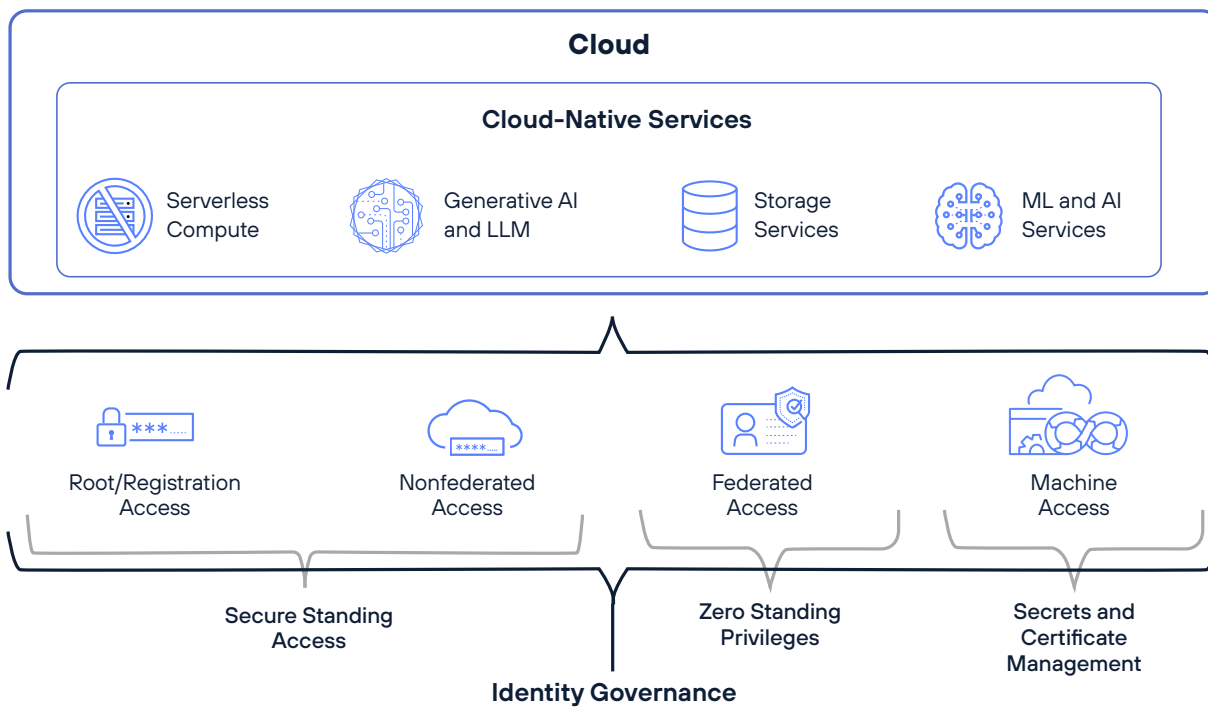 Cloud
Cloud-Native Services
Serverless
Compute
Generative AI
and LLM
Storage
Services
ML and AI
Services
***.....
****.....
Root/Registration
Access
Nonfederated
Access
Federated
Access
Machine
Access
Secure Standing
Access
Zero Standing
Privileges
Secrets and
Certificate
Management
Identity Governance